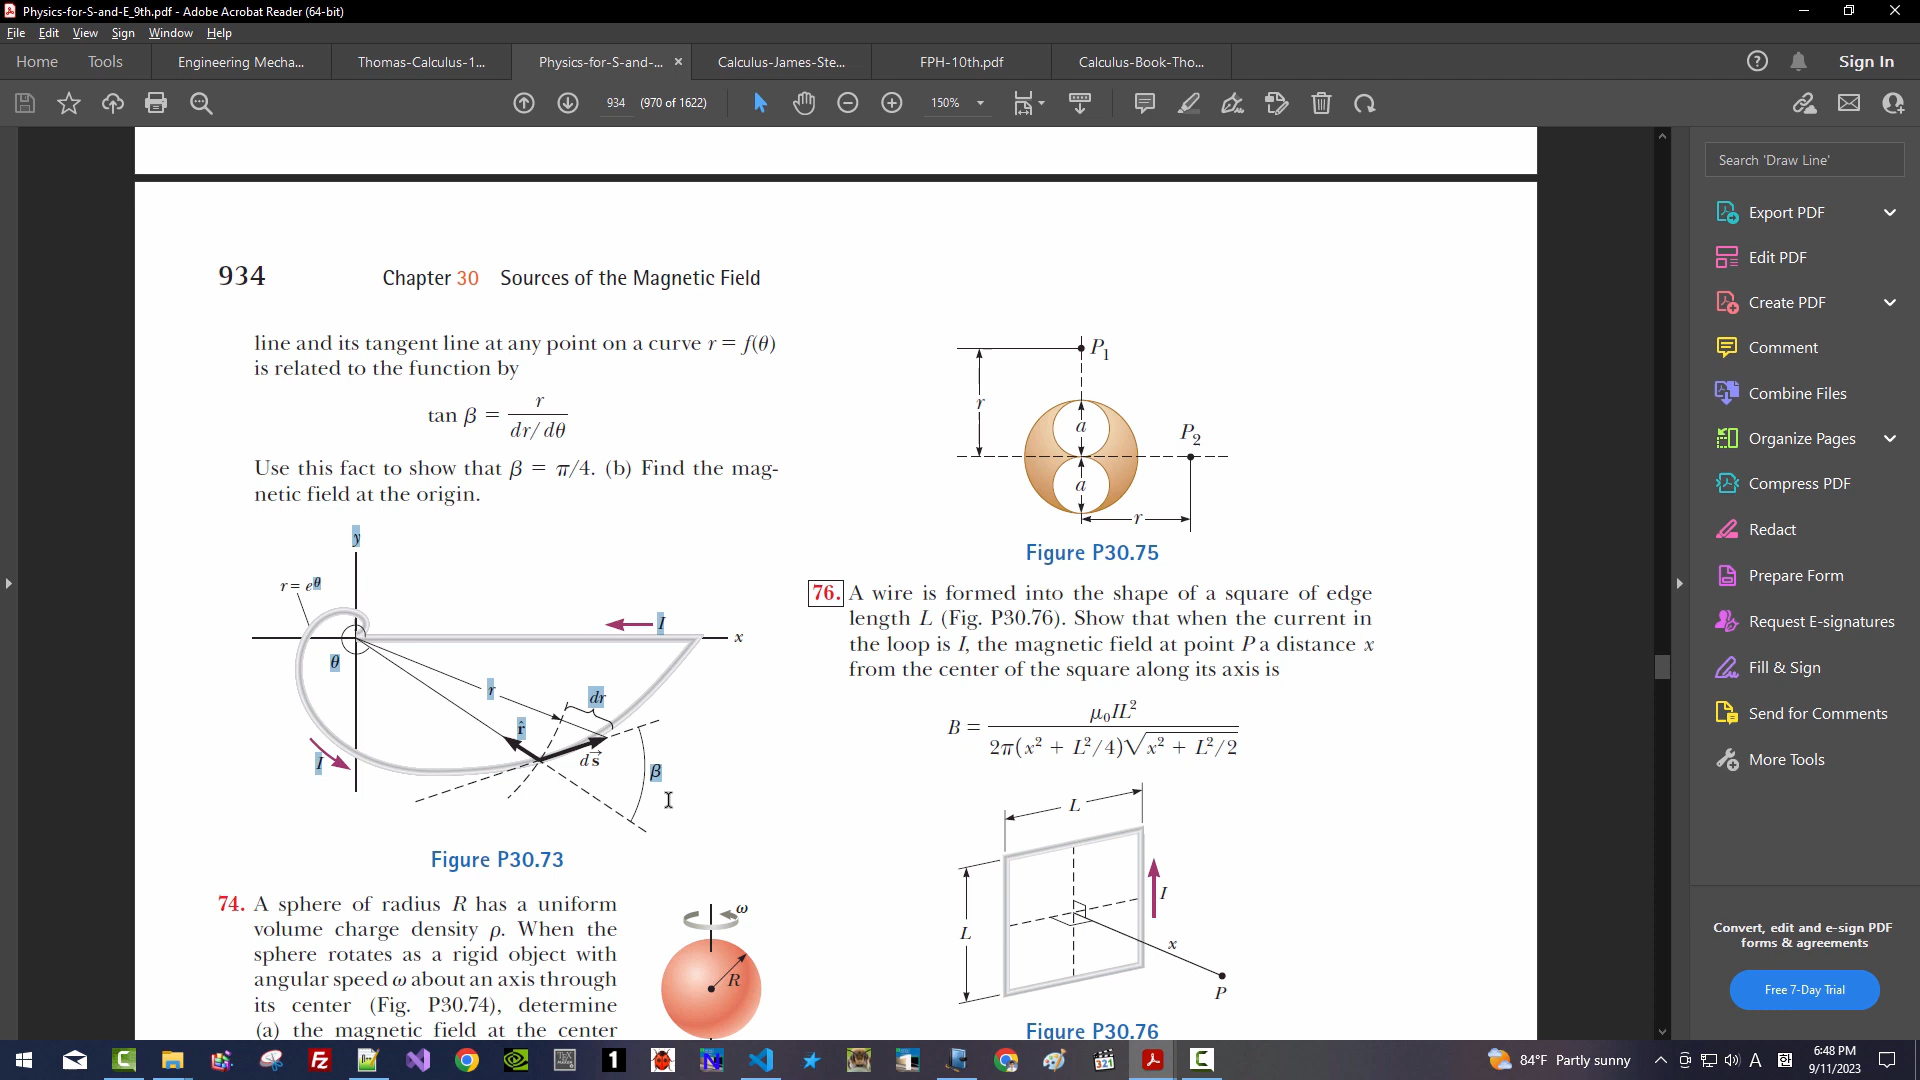 Physics-for-S-and-E_9th.pdf - Adobe Acrobat Reader (64-bit)
File Edit View Sign Window Help
Home Tools Engineering Mecha... Thomas-Calculus-1... Physics-for-S-and-... × Calculus-James-Ste... FPH-10th.pdf Calculus-Book-Tho... Sign In
934 (970 of 1622) 150%
Search 'Draw Line'
Export PDF
Edit PDF
Create PDF
Comment
Combine Files
Organize Pages
Compress PDF
Redact
Prepare Form
Request E-signatures
Fill & Sign
Send for Comments
More Tools
Convert, edit and e-sign PDF
forms & agreements
Free 7-Day Trial
934 Chapter 30 Sources of the Magnetic Field
line and its tangent line at any point on a curve r = f(θ)
is related to the function by
tan β = r / dr/dθ
Use this fact to show that β = π/4. (b) Find the mag-
netic field at the origin.
y
r = e^θ
I
x
θ
r
dr
r̂
ds⃗
I
β
Figure P30.73
74. A sphere of radius R has a uniform
volume charge density ρ. When the
sphere rotates as a rigid object with
angular speed ω about an axis through
its center (Fig. P30.74), determine
(a) the magnetic field at the center
ω
R
P₁
r
a
P₂
a
r
Figure P30.75
76. A wire is formed into the shape of a square of edge
length L (Fig. P30.76). Show that when the current in
the loop is I, the magnetic field at point P a distance x
from the center of the square along its axis is
B = μ₀IL² / 2π(x² + L²/4)√x² + L²/2
L
I
L
x
P
Figure P30.76
84°F Partly sunny
6:48 PM
9/11/2023